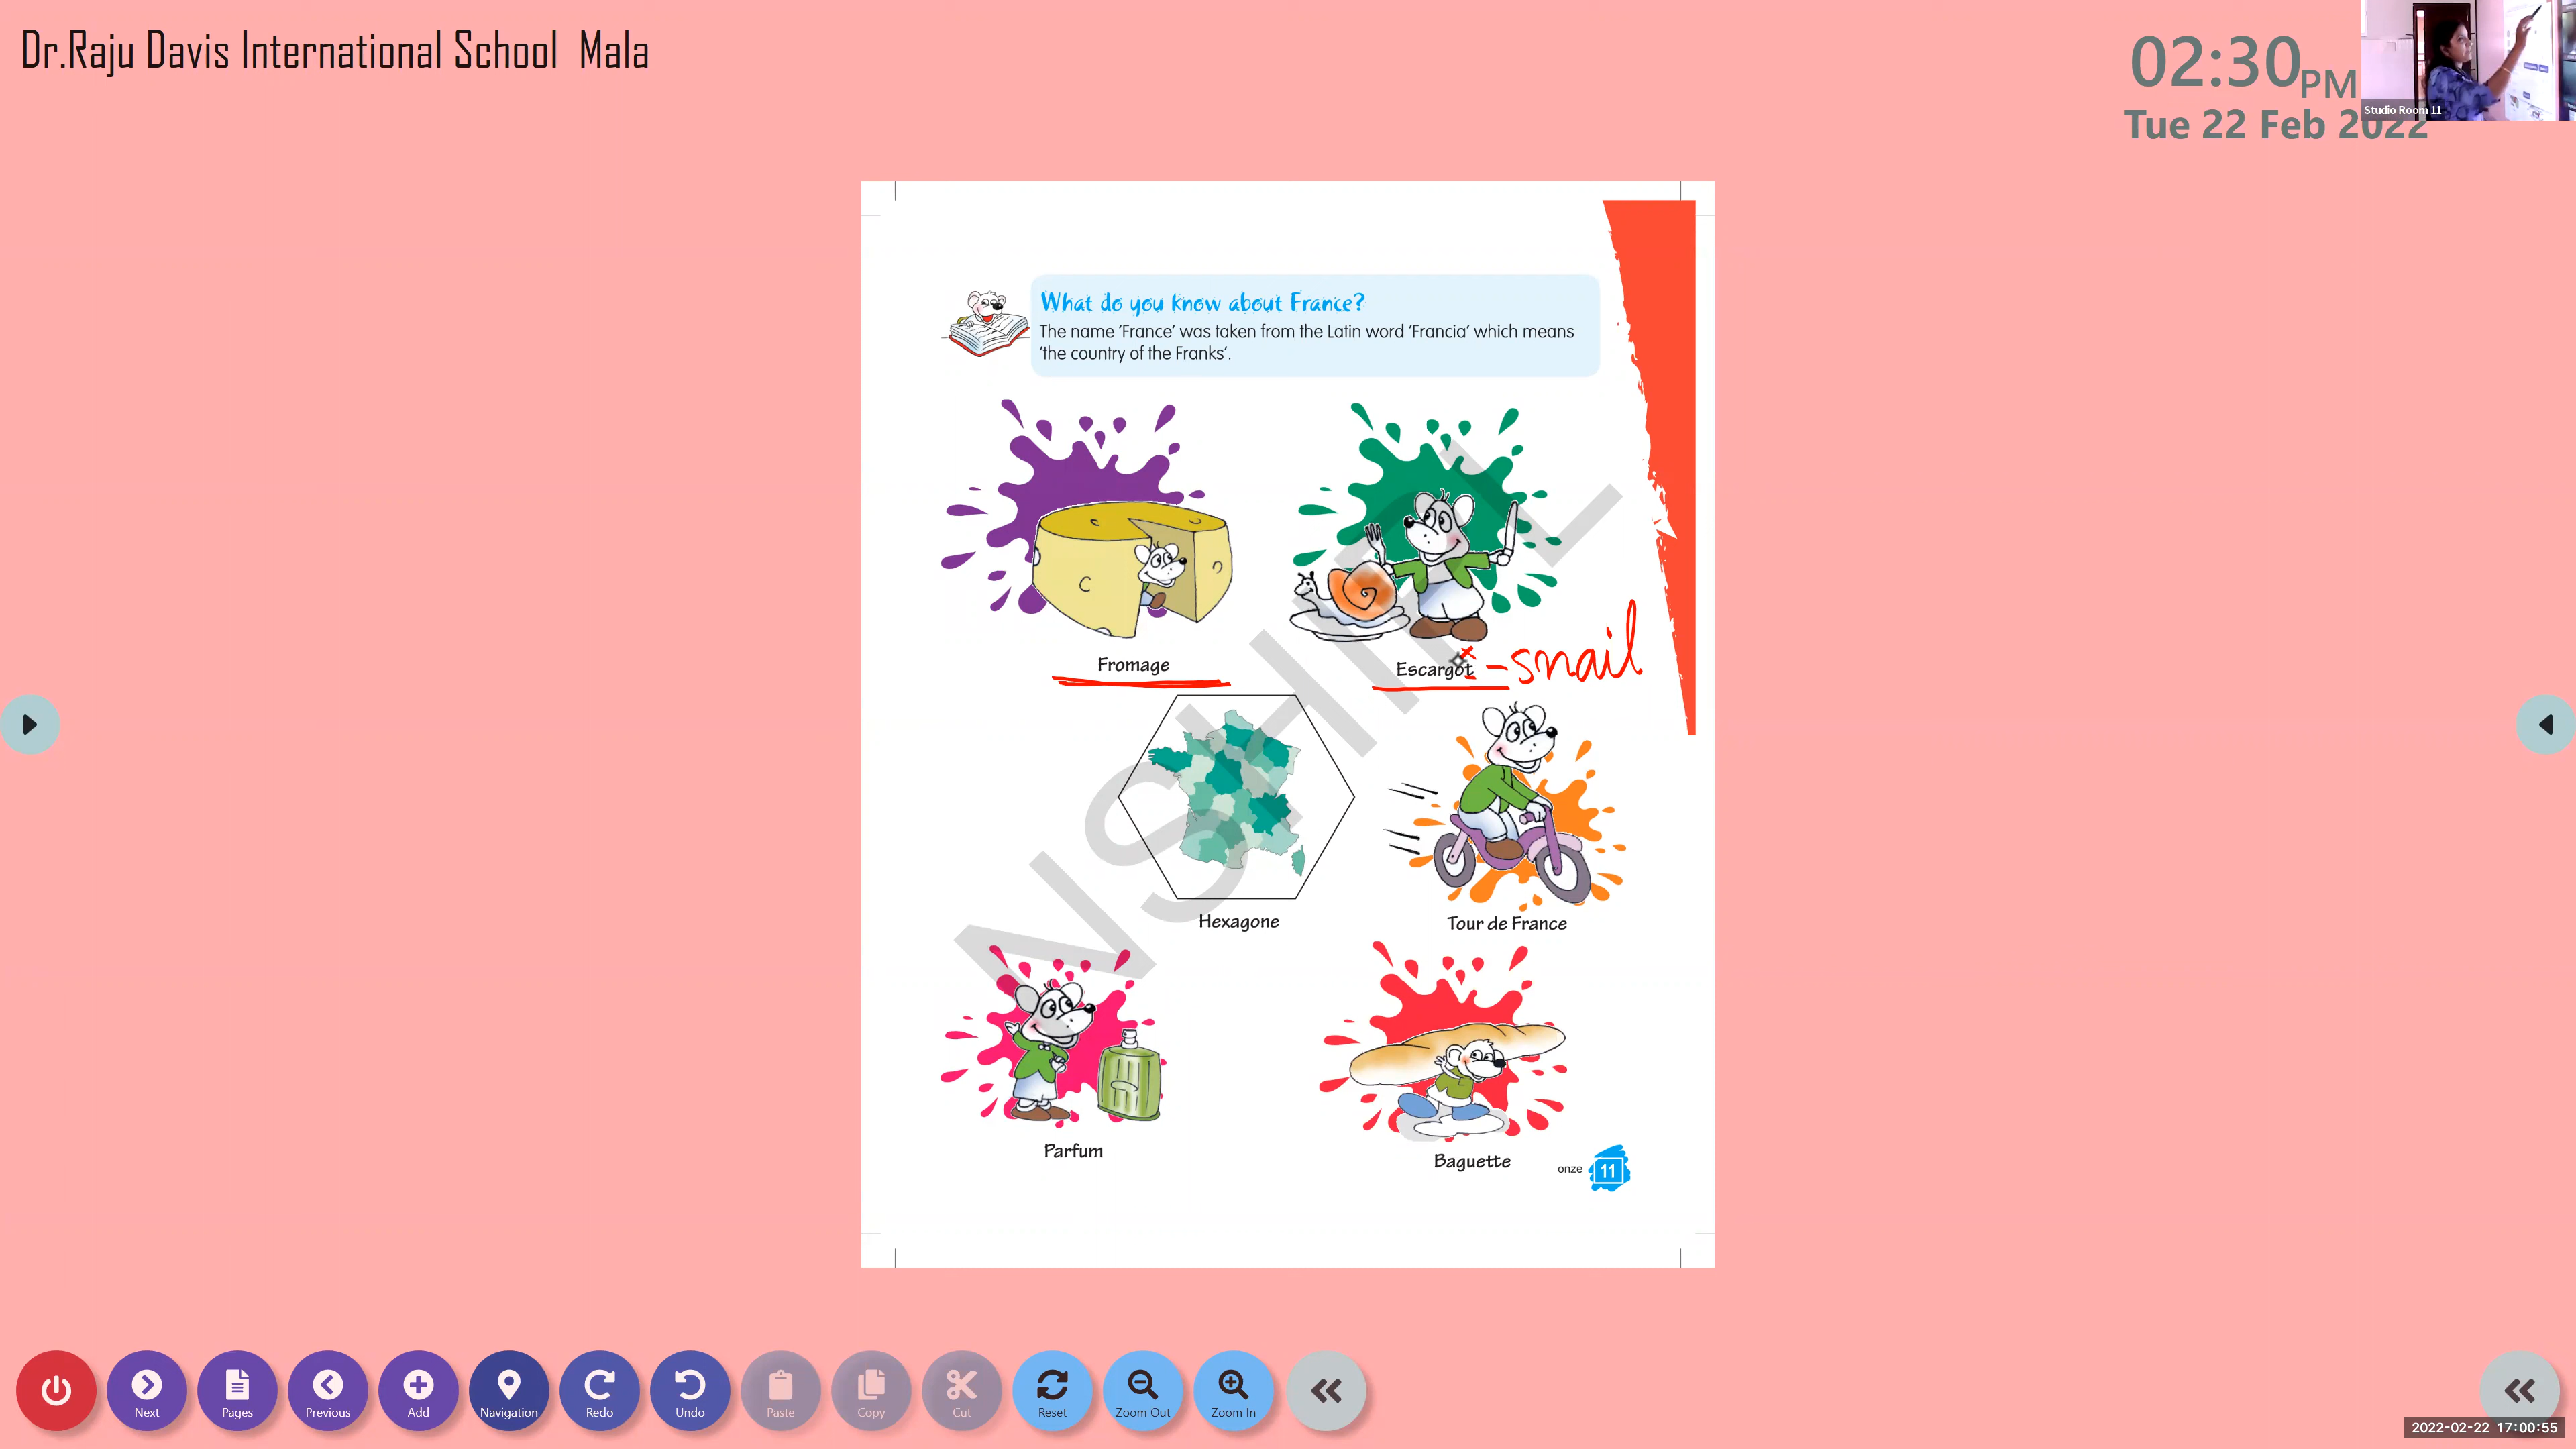 Dr.Raju Davis International School Mala
02:30PM
Tue 22 Feb 2022
Studio Room 11
What do you know about France?
The name 'France' was taken from the Latin word 'Francia' which means
'the country of the Franks'.
Fromage
Escargot
-snail
Hexagone
Tour de France
Parfum
Baguette
onze 11
Next
Pages
Previous
Add
Navigation
Redo
Undo
Paste
Copy
Cut
Reset
Zoom Out
Zoom In
2022-02-22 17:00:55